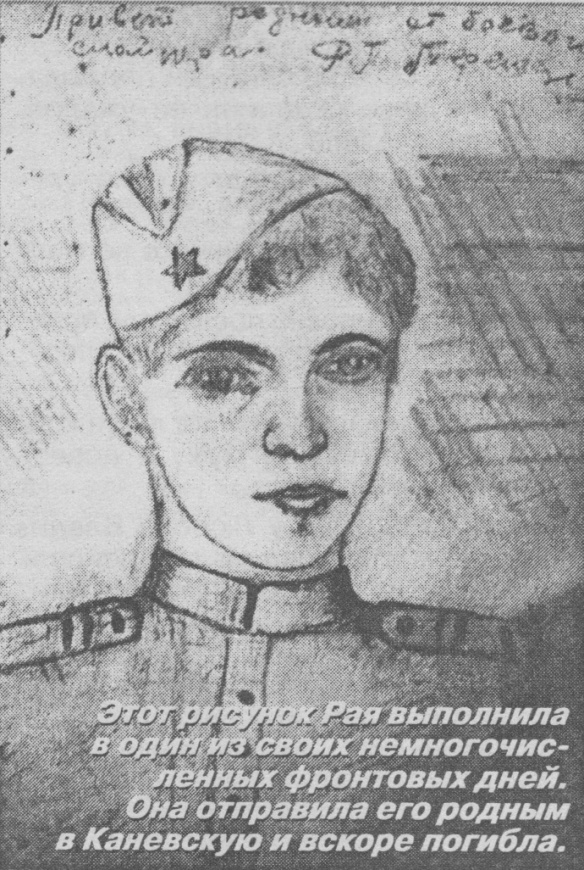 Привет родным от боевого
снайпера Р.Г.
Этот рисунок Рая выполнила
в один из своих немногочис-
ленных фронтовых дней.
Она отправила его родным
в Каневскую и вскоре погибла.